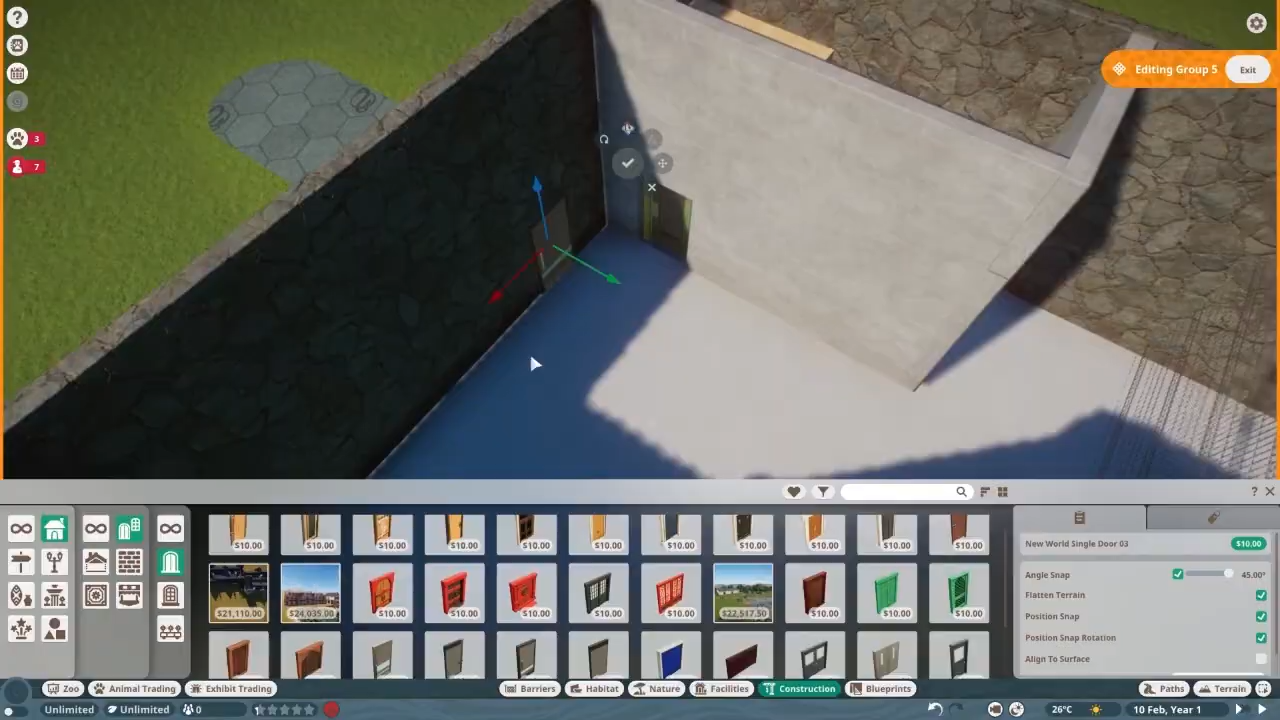 ?
Editing Group 5 Exit
3
7
? ×
$10.00 $10.00 $10.00 $10.00 $10.00 $10.00 $10.00 $10.00 $10.00 $10.00 $10.00
New World Single Door 03 $10.00
Angle Snap 45.00°
Flatten Terrain
Position Snap
Position Snap Rotation
Align To Surface
$21,110.00 $24,035.00 $10.00 $10.00 $10.00 $10.00 $10.00 $22,517.50 $10.00 $10.00 $10.00
Zoo Animal Trading Exhibit Trading Barriers Habitat Nature Facilities Construction Blueprints Paths Terrain
Unlimited Unlimited 0 26°C 10 Feb, Year 1